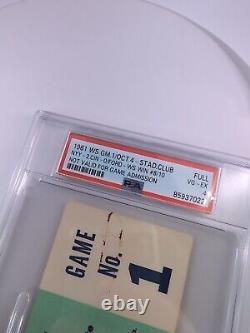 1961 WS GM.1/OCT.4 - STAD.CLUB FULL
NYY - 2,CIN - 0/FORD - WS WIN #8/10 VG-EX
NOT VALID FOR GAME ADMISSION 4
PSA 85937022
GAME
NO. 1